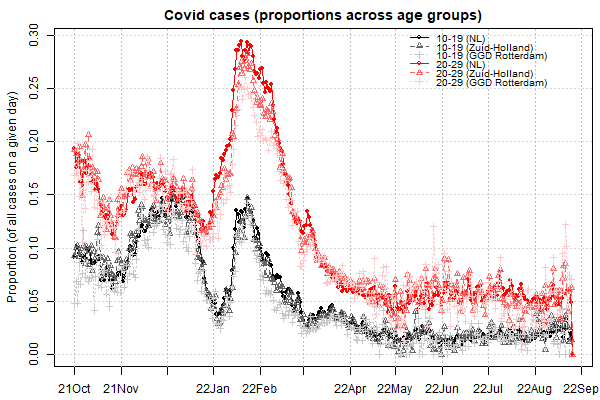 Covid cases (proportions across age groups)
Proportion (of all cases on a given day)
0.30
0.25
0.20
0.15
0.10
0.05
0.00
10-19 (NL)
10-19 (Zuid-Holland)
10-19 (GGD Rotterdam)
20-29 (NL)
20-29 (Zuid-Holland)
20-29 (GGD Rotterdam)
21Oct 21Nov 22Jan 22Feb 22Apr 22May 22Jun 22Jul 22Aug 22Sep